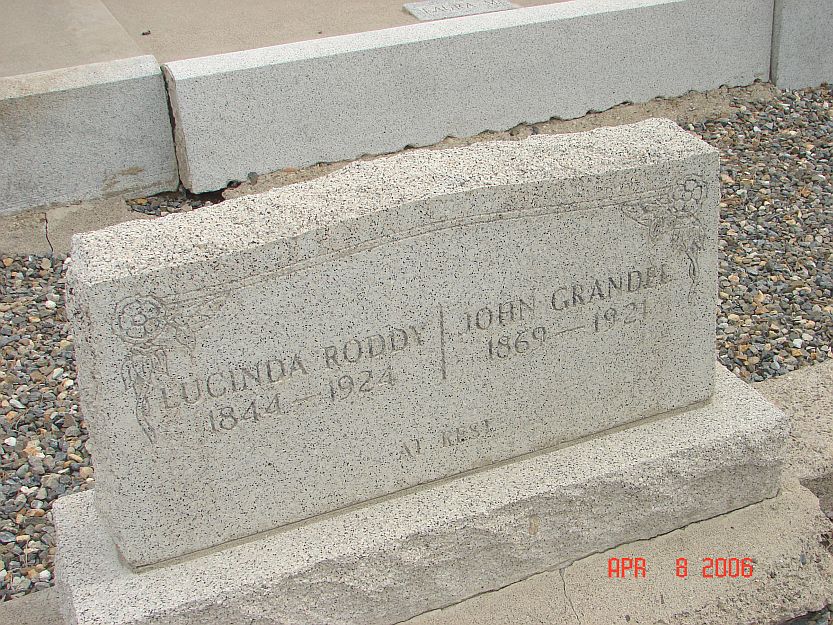 LUCINDA RODDY
1844 — 1924
JOHN GRANDEL
1869 — 1921
AT REST
APR 8 2006